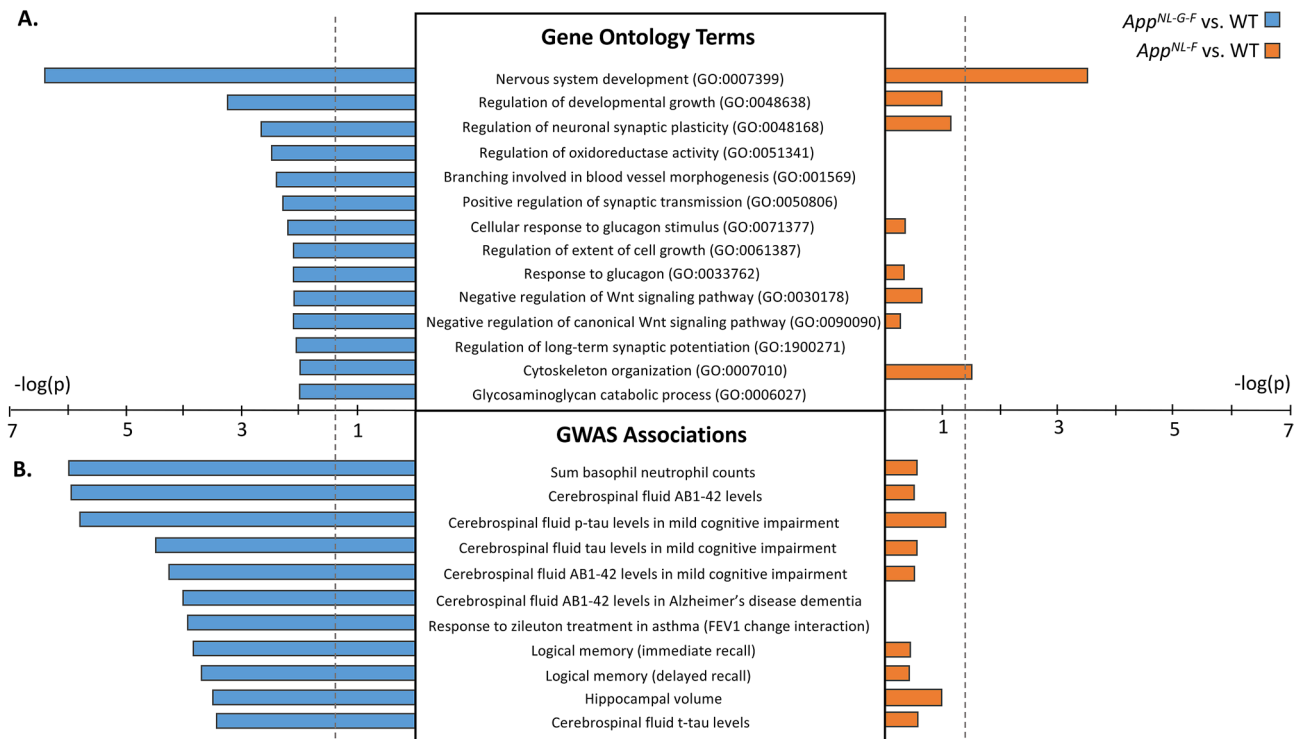 A.
App^NL-G-F vs. WT
App^NL-F vs. WT
Gene Ontology Terms
Nervous system development (GO:0007399)
Regulation of developmental growth (GO:0048638)
Regulation of neuronal synaptic plasticity (GO:0048168)
Regulation of oxidoreductase activity (GO:0051341)
Branching involved in blood vessel morphogenesis (GO:001569)
Positive regulation of synaptic transmission (GO:0050806)
Cellular response to glucagon stimulus (GO:0071377)
Regulation of extent of cell growth (GO:0061387)
Response to glucagon (GO:0033762)
Negative regulation of Wnt signaling pathway (GO:0030178)
Negative regulation of canonical Wnt signaling pathway (GO:0090090)
Regulation of long-term synaptic potentiation (GO:1900271)
Cytoskeleton organization (GO:0007010)
Glycosaminoglycan catabolic process (GO:0006027)
-log(p)
-log(p)
7 5 3 1
1 3 5 7
B.
GWAS Associations
Sum basophil neutrophil counts
Cerebrospinal fluid AB1-42 levels
Cerebrospinal fluid p-tau levels in mild cognitive impairment
Cerebrospinal fluid tau levels in mild cognitive impairment
Cerebrospinal fluid AB1-42 levels in mild cognitive impairment
Cerebrospinal fluid AB1-42 levels in Alzheimer's disease dementia
Response to zileuton treatment in asthma (FEV1 change interaction)
Logical memory (immediate recall)
Logical memory (delayed recall)
Hippocampal volume
Cerebrospinal fluid t-tau levels